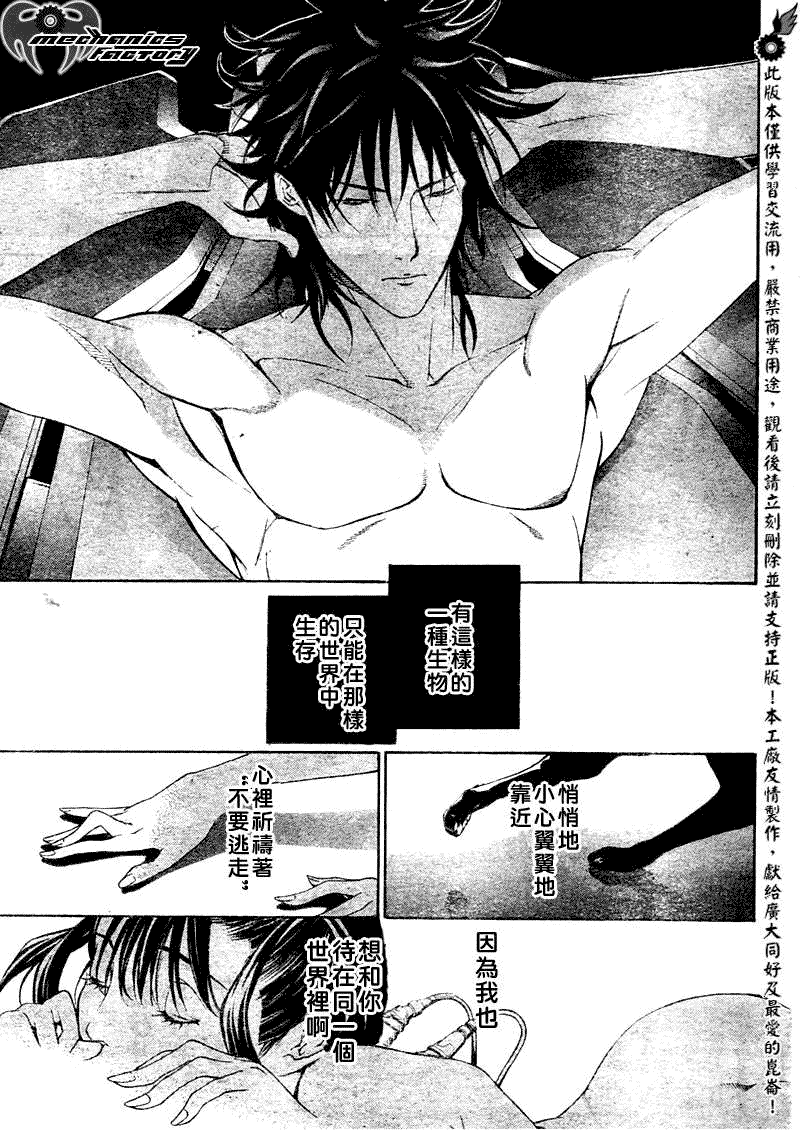 mechanics
FACTORY
此版本僅供學習交流用，嚴禁商業用途，觀看後請立刻刪除並請支持正版！本工廠友情製作，獻給廣大同好及最愛的崑崙！
有這樣的
一種生物
只能在那樣
的世界中
生存
悄悄地
小心翼翼地
靠近
心裡祈禱著
“不要逃走”
因為我也
想和你
待在同一個
世界裡啊